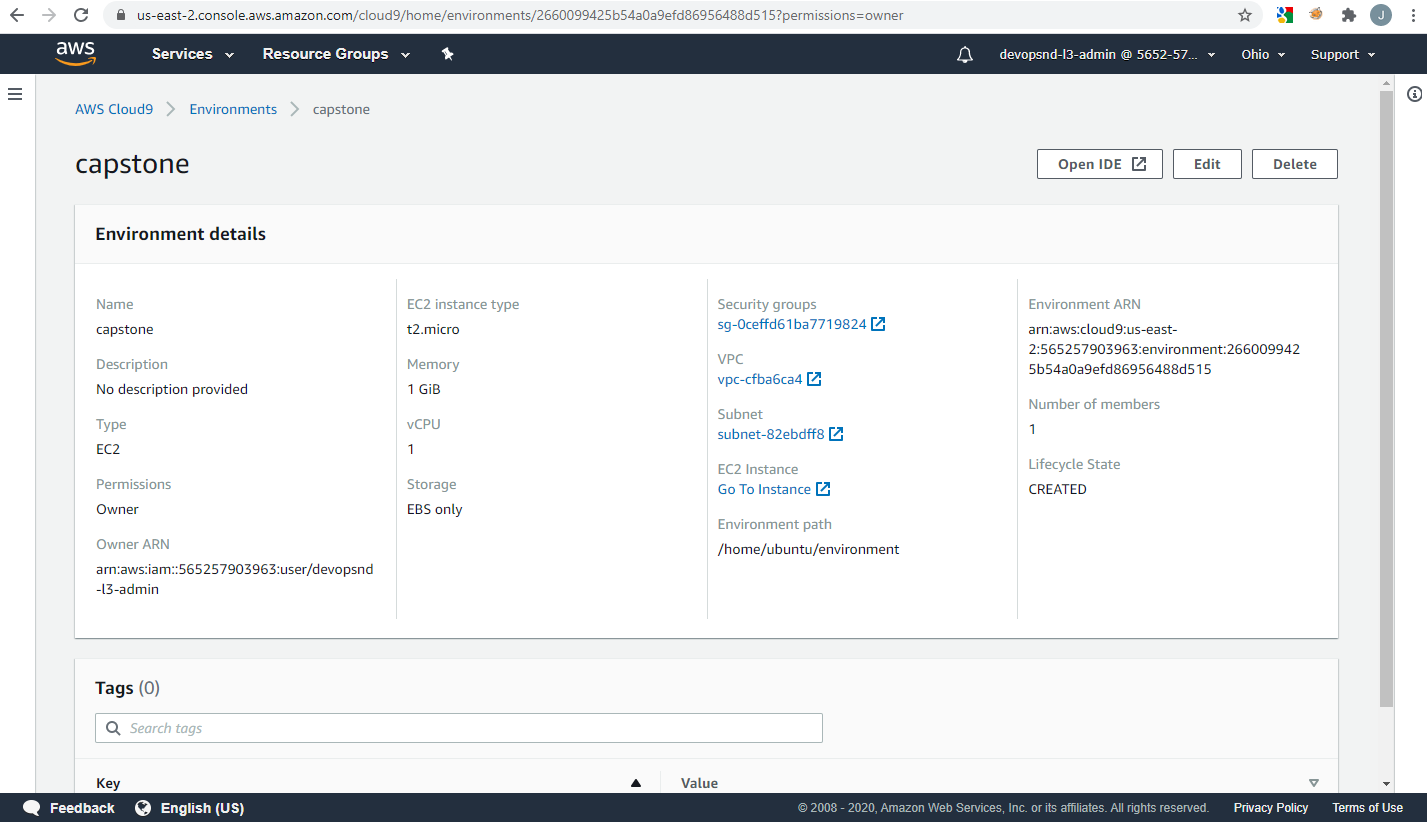 us-east-2.console.aws.amazon.com/cloud9/home/environments/2660099425b54a0a9efd86956488d515?permissions=owner
J
aws Services Resource Groups devopsnd-l3-admin @ 5652-57... Ohio Support
AWS Cloud9 Environments capstone
capstone
Open IDE Edit Delete
Environment details
Name
capstone
Description
No description provided
Type
EC2
Permissions
Owner
Owner ARN
arn:aws:iam::565257903963:user/devopsnd
-l3-admin
EC2 instance type
t2.micro
Memory
1 GiB
vCPU
1
Storage
EBS only
Security groups
sg-0ceffd61ba7719824
VPC
vpc-cfba6ca4
Subnet
subnet-82ebdff8
EC2 Instance
Go To Instance
Environment path
/home/ubuntu/environment
Environment ARN
arn:aws:cloud9:us-east-
2:565257903963:environment:266009942
5b54a0a9efd86956488d515
Number of members
1
Lifecycle State
CREATED
Tags (0)
Search tags
Key Value
Feedback English (US) © 2008 - 2020, Amazon Web Services, Inc. or its affiliates. All rights reserved. Privacy Policy Terms of Use